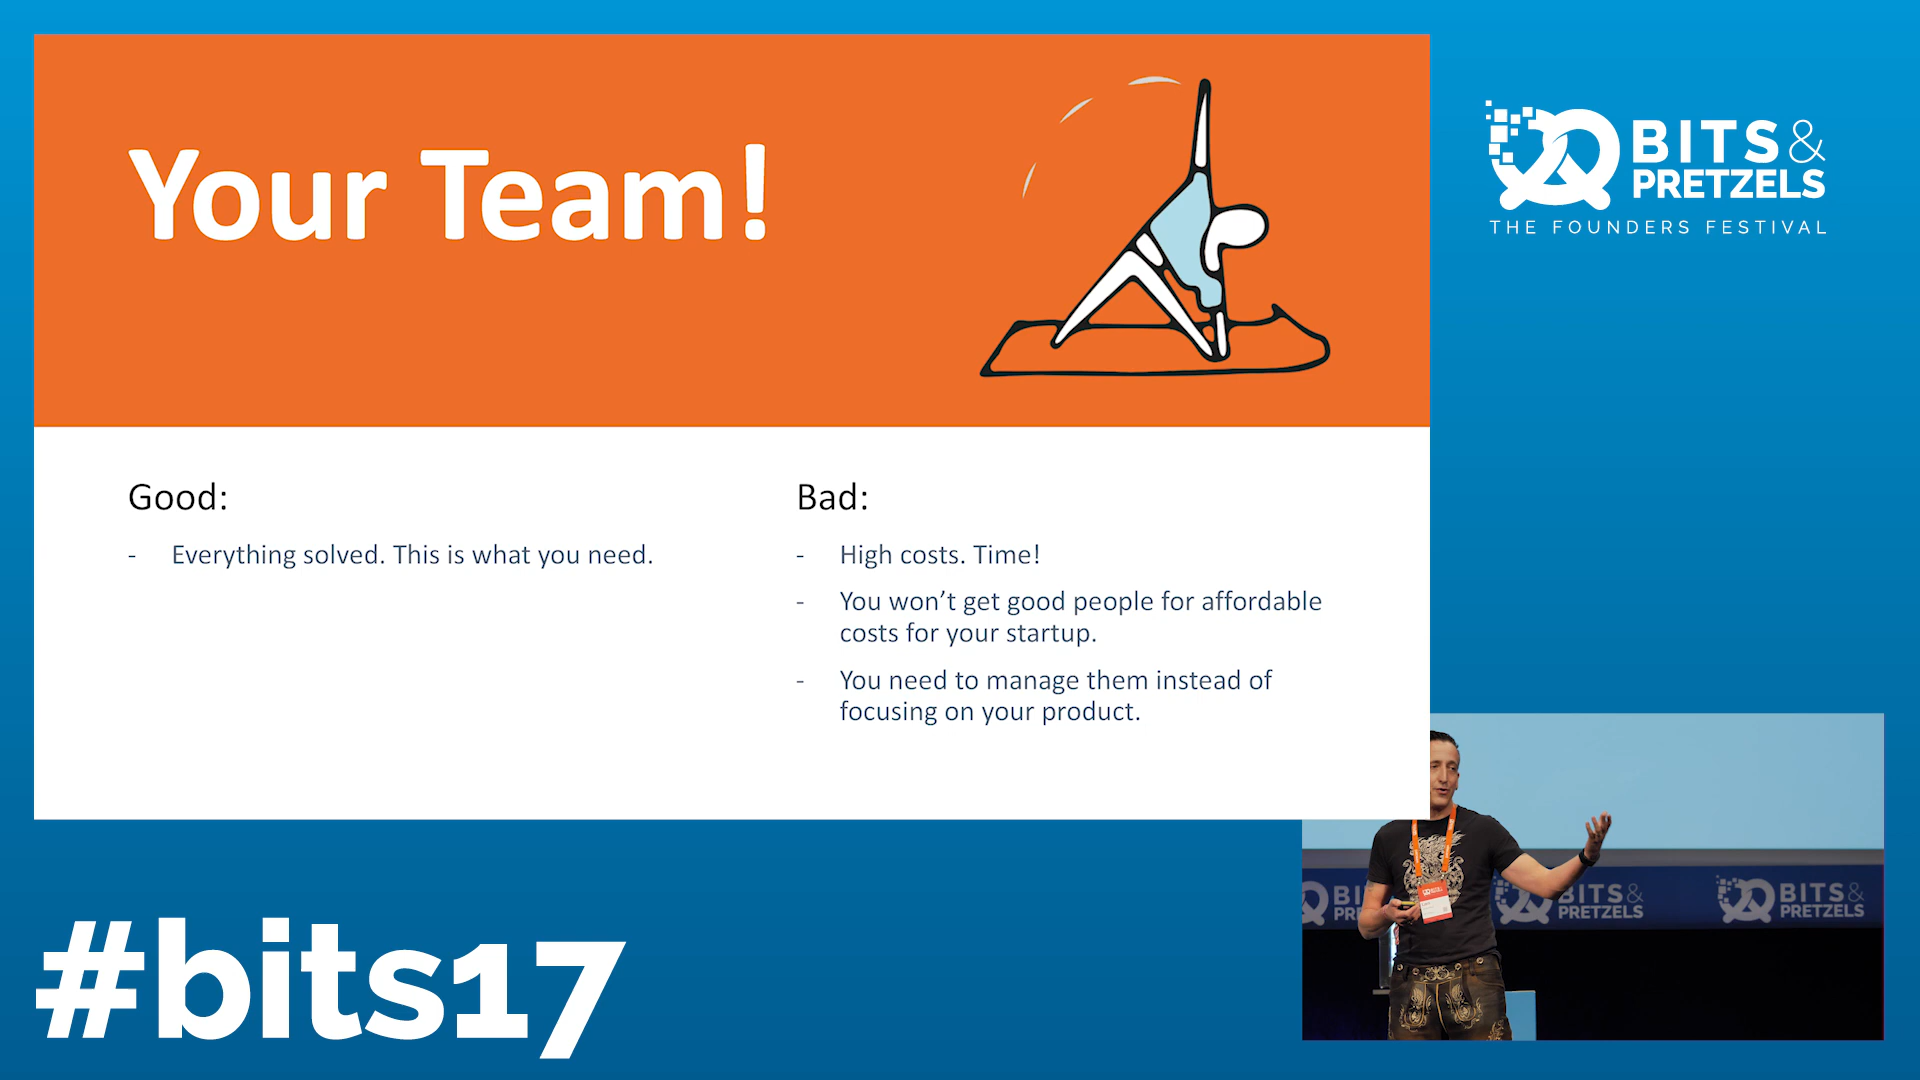 Your Team!
BITS &
PRETZELS
THE FOUNDERS FESTIVAL
Good:
- Everything solved. This is what you need.
Bad:
- High costs. Time!
- You won’t get good people for affordable
costs for your startup.
- You need to manage them instead of
focusing on your product.
BITS&
PRETZELS
BITS&
PRETZELS
#bits17